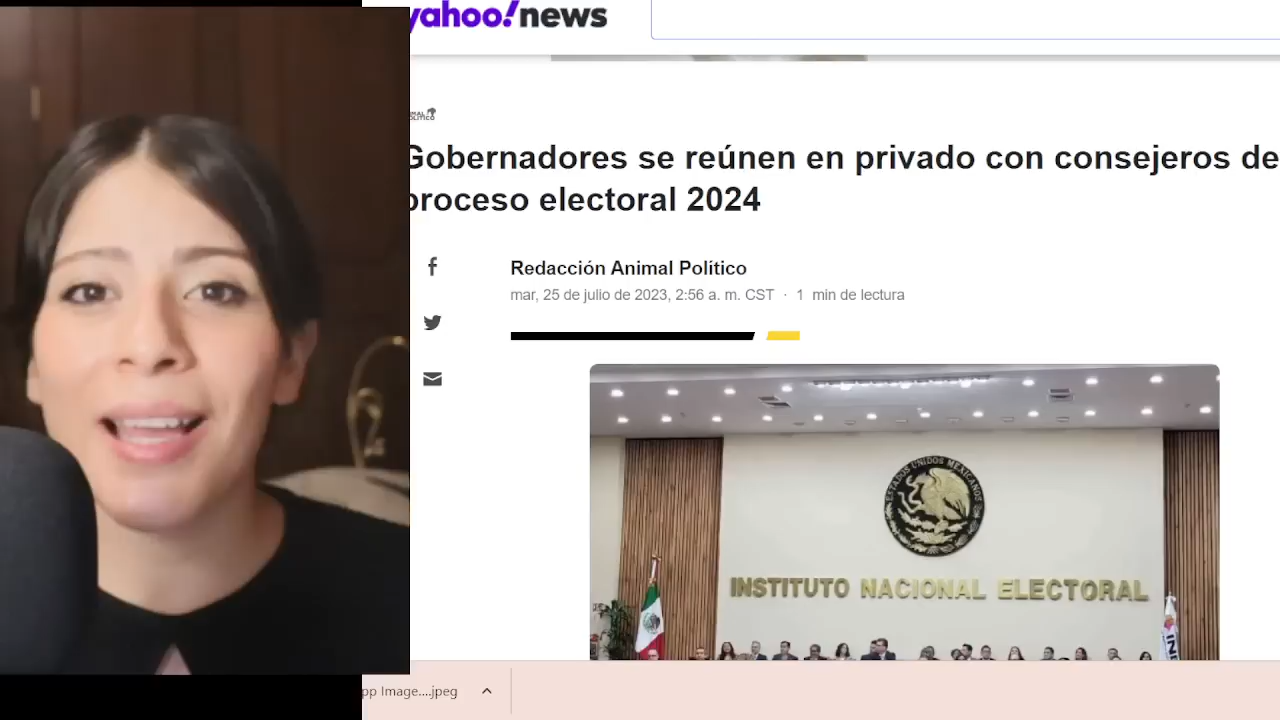 yahoo!news
Gobernadores se reúnen en privado con consejeros de
proceso electoral 2024
Redacción Animal Político
mar, 25 de julio de 2023, 2:56 a. m. CST · 1 min de lectura
ESTADOS UNIDOS MEXICANOS
INSTITUTO NACIONAL ELECTORAL
INE
Image....jpeg